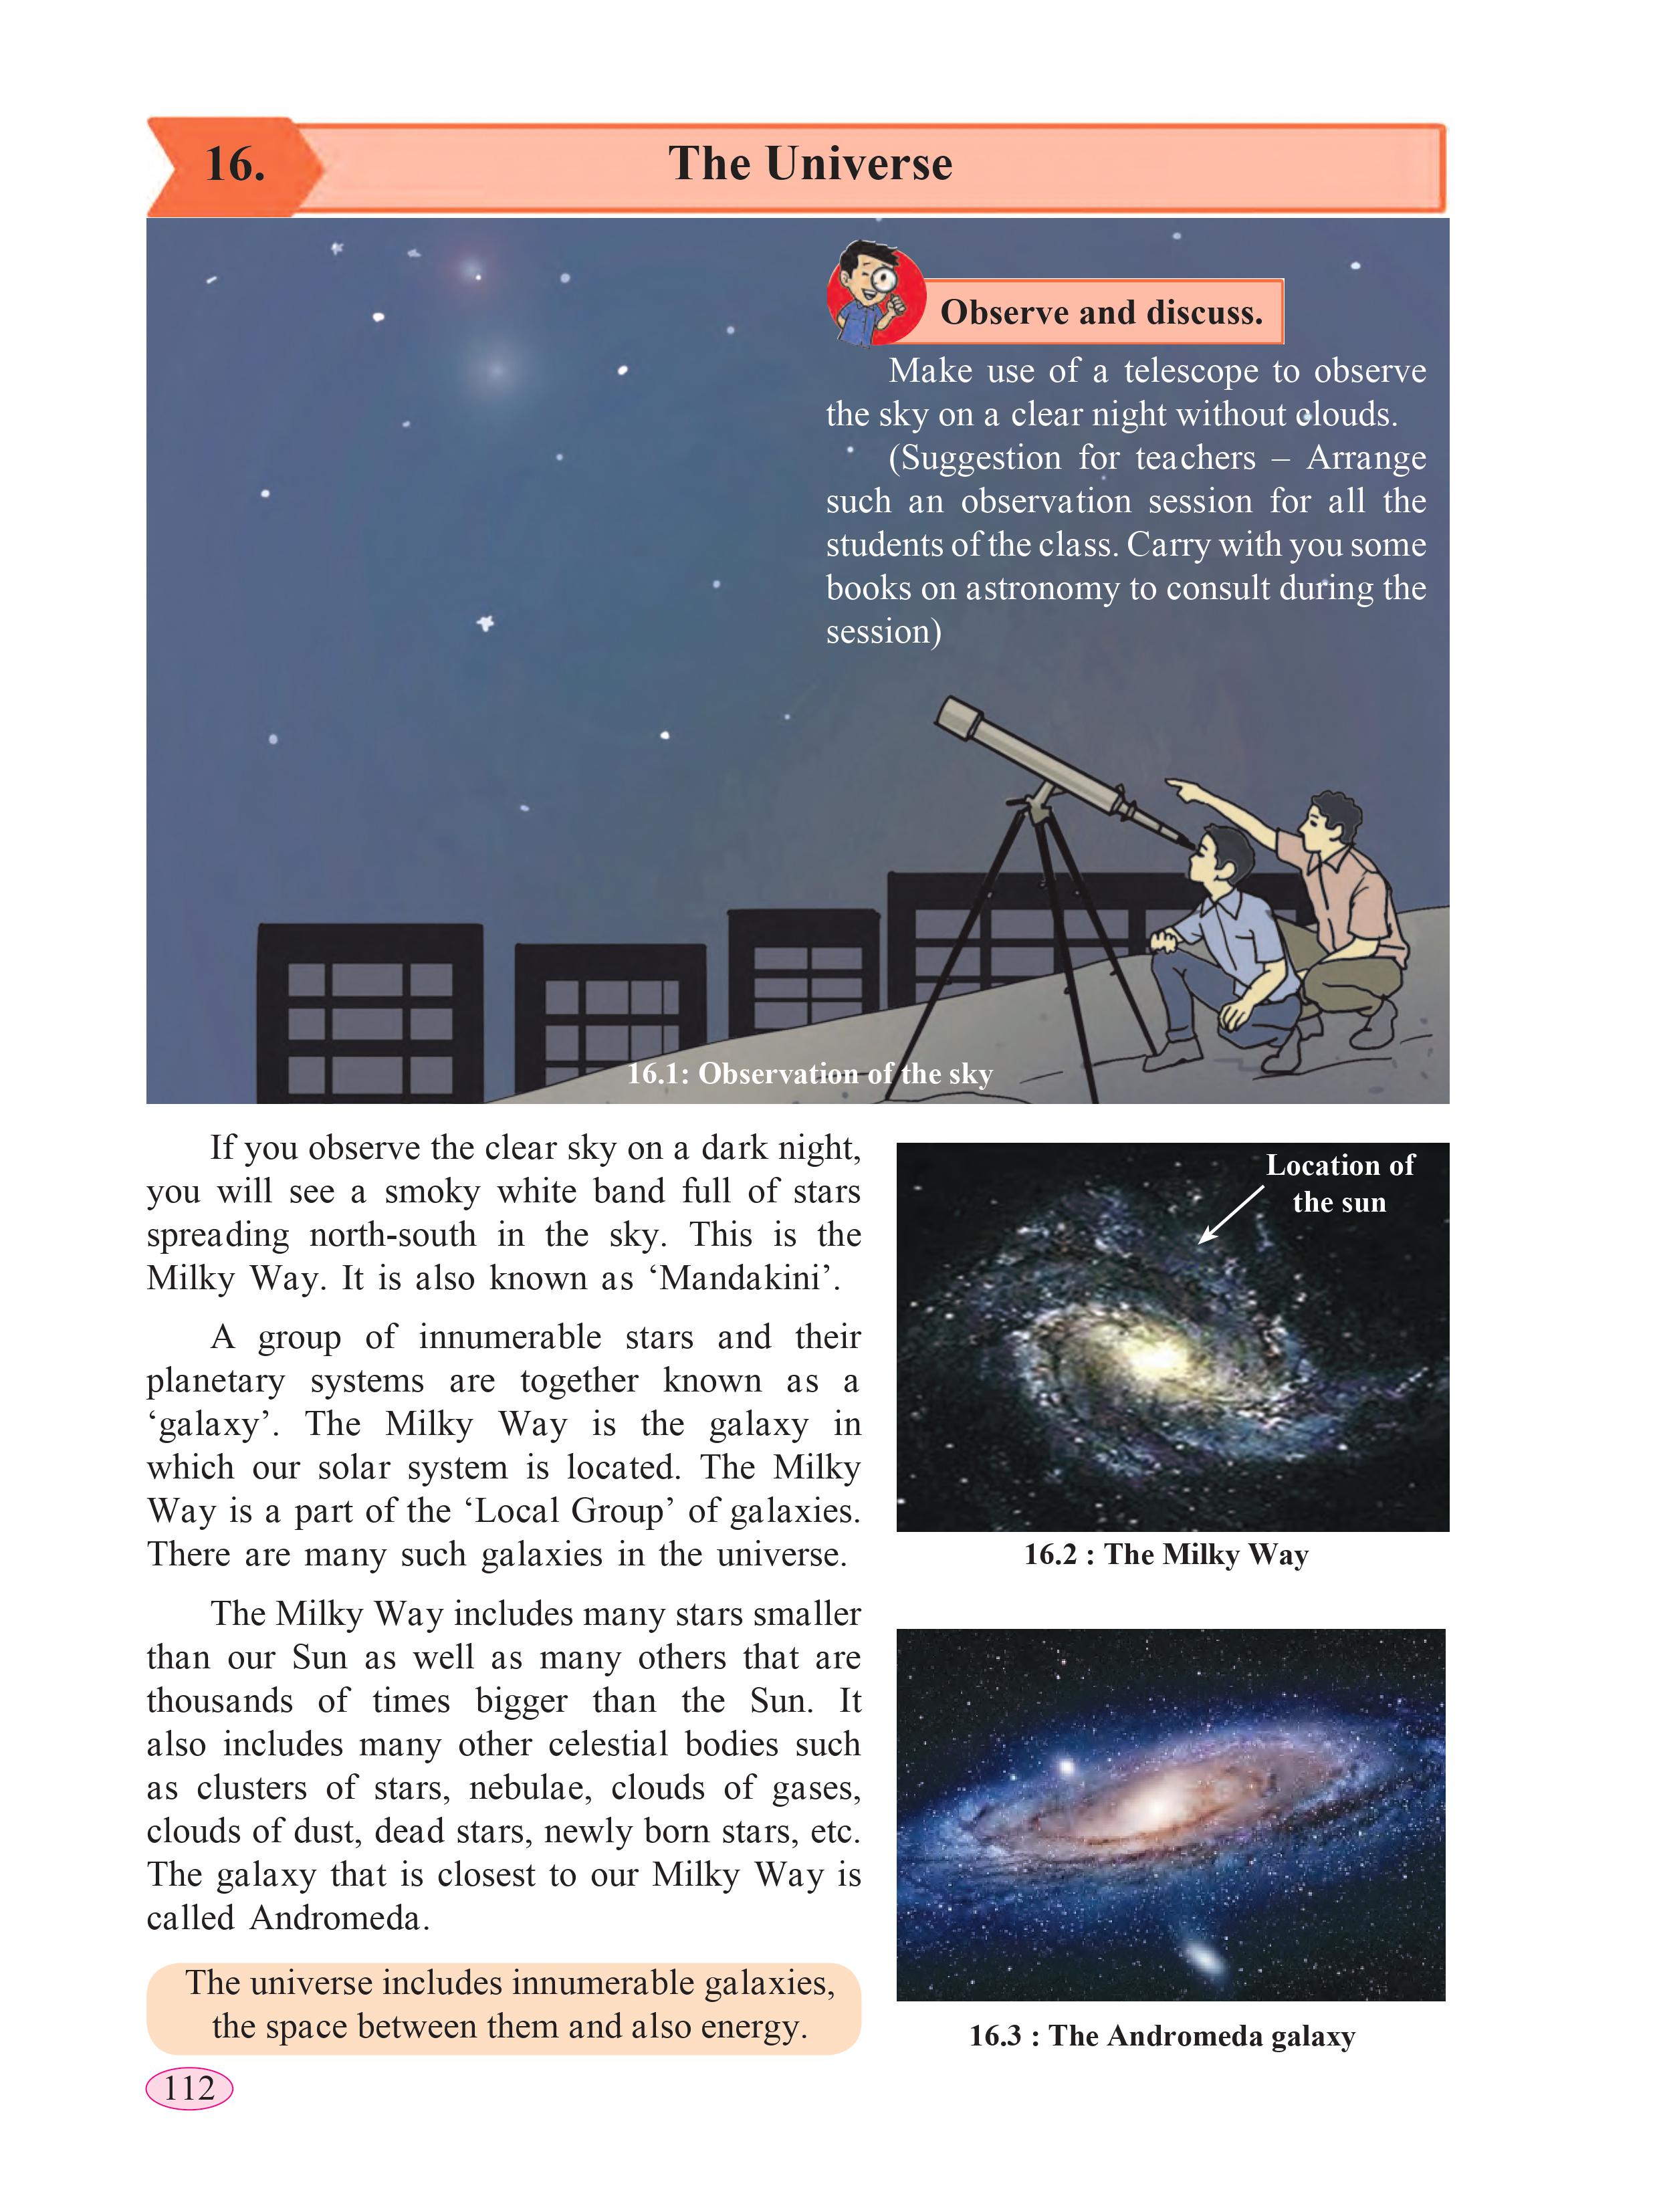 16.
The Universe
Observe and discuss.
Make use of a telescope to observe
the sky on a clear night without clouds.
(Suggestion for teachers – Arrange
such an observation session for all the
students of the class. Carry with you some
books on astronomy to consult during the
session)
16.1: Observation of the sky
If you observe the clear sky on a dark night,
you will see a smoky white band full of stars
spreading north-south in the sky. This is the
Milky Way. It is also known as ‘Mandakini’.
A group of innumerable stars and their
planetary systems are together known as a
‘galaxy’. The Milky Way is the galaxy in
which our solar system is located. The Milky
Way is a part of the ‘Local Group’ of galaxies.
There are many such galaxies in the universe.
The Milky Way includes many stars smaller
than our Sun as well as many others that are
thousands of times bigger than the Sun. It
also includes many other celestial bodies such
as clusters of stars, nebulae, clouds of gases,
clouds of dust, dead stars, newly born stars, etc.
The galaxy that is closest to our Milky Way is
called Andromeda.
The universe includes innumerable galaxies,
the space between them and also energy.
Location of
the sun
16.2 : The Milky Way
16.3 : The Andromeda galaxy
112